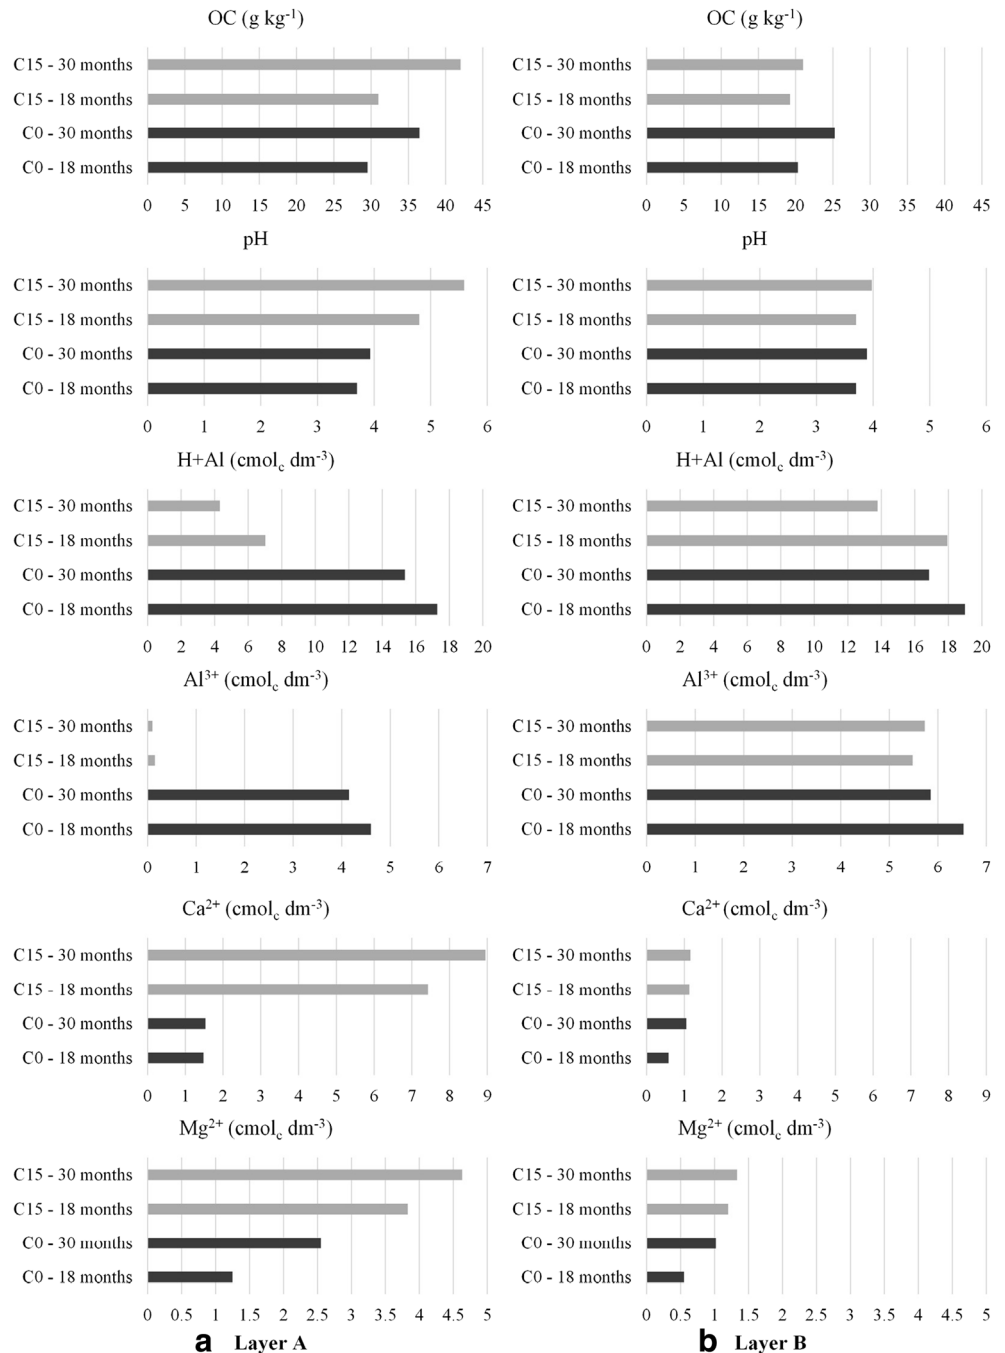 OC (g kg⁻¹)
C15 - 30 months
C15 - 18 months
C0 - 30 months
C0 - 18 months
0 5 10 15 20 25 30 35 40 45
pH
C15 - 30 months
C15 - 18 months
C0 - 30 months
C0 - 18 months
0 1 2 3 4 5 6
H+Al (cmol꜀ dm⁻³)
C15 - 30 months
C15 - 18 months
C0 - 30 months
C0 - 18 months
0 2 4 6 8 10 12 14 16 18 20
Al³⁺ (cmol꜀ dm⁻³)
C15 - 30 months
C15 - 18 months
C0 - 30 months
C0 - 18 months
0 1 2 3 4 5 6 7
Ca²⁺ (cmol꜀ dm⁻³)
C15 - 30 months
C15 - 18 months
C0 - 30 months
C0 - 18 months
0 1 2 3 4 5 6 7 8 9
Mg²⁺ (cmol꜀ dm⁻³)
C15 - 30 months
C15 - 18 months
C0 - 30 months
C0 - 18 months
0 0.5 1 1.5 2 2.5 3 3.5 4 4.5 5
a Layer A
OC (g kg⁻¹)
C15 - 30 months
C15 - 18 months
C0 - 30 months
C0 - 18 months
0 5 10 15 20 25 30 35 40 45
pH
C15 - 30 months
C15 - 18 months
C0 - 30 months
C0 - 18 months
0 1 2 3 4 5 6
H+Al (cmol꜀ dm⁻³)
C15 - 30 months
C15 - 18 months
C0 - 30 months
C0 - 18 months
0 2 4 6 8 10 12 14 16 18 20
Al³⁺ (cmol꜀ dm⁻³)
C15 - 30 months
C15 - 18 months
C0 - 30 months
C0 - 18 months
0 1 2 3 4 5 6 7
Ca²⁺ (cmol꜀ dm⁻³)
C15 - 30 months
C15 - 18 months
C0 - 30 months
C0 - 18 months
0 1 2 3 4 5 6 7 8 9
Mg²⁺ (cmol꜀ dm⁻³)
C15 - 30 months
C15 - 18 months
C0 - 30 months
C0 - 18 months
0 0.5 1 1.5 2 2.5 3 3.5 4 4.5 5
b Layer B